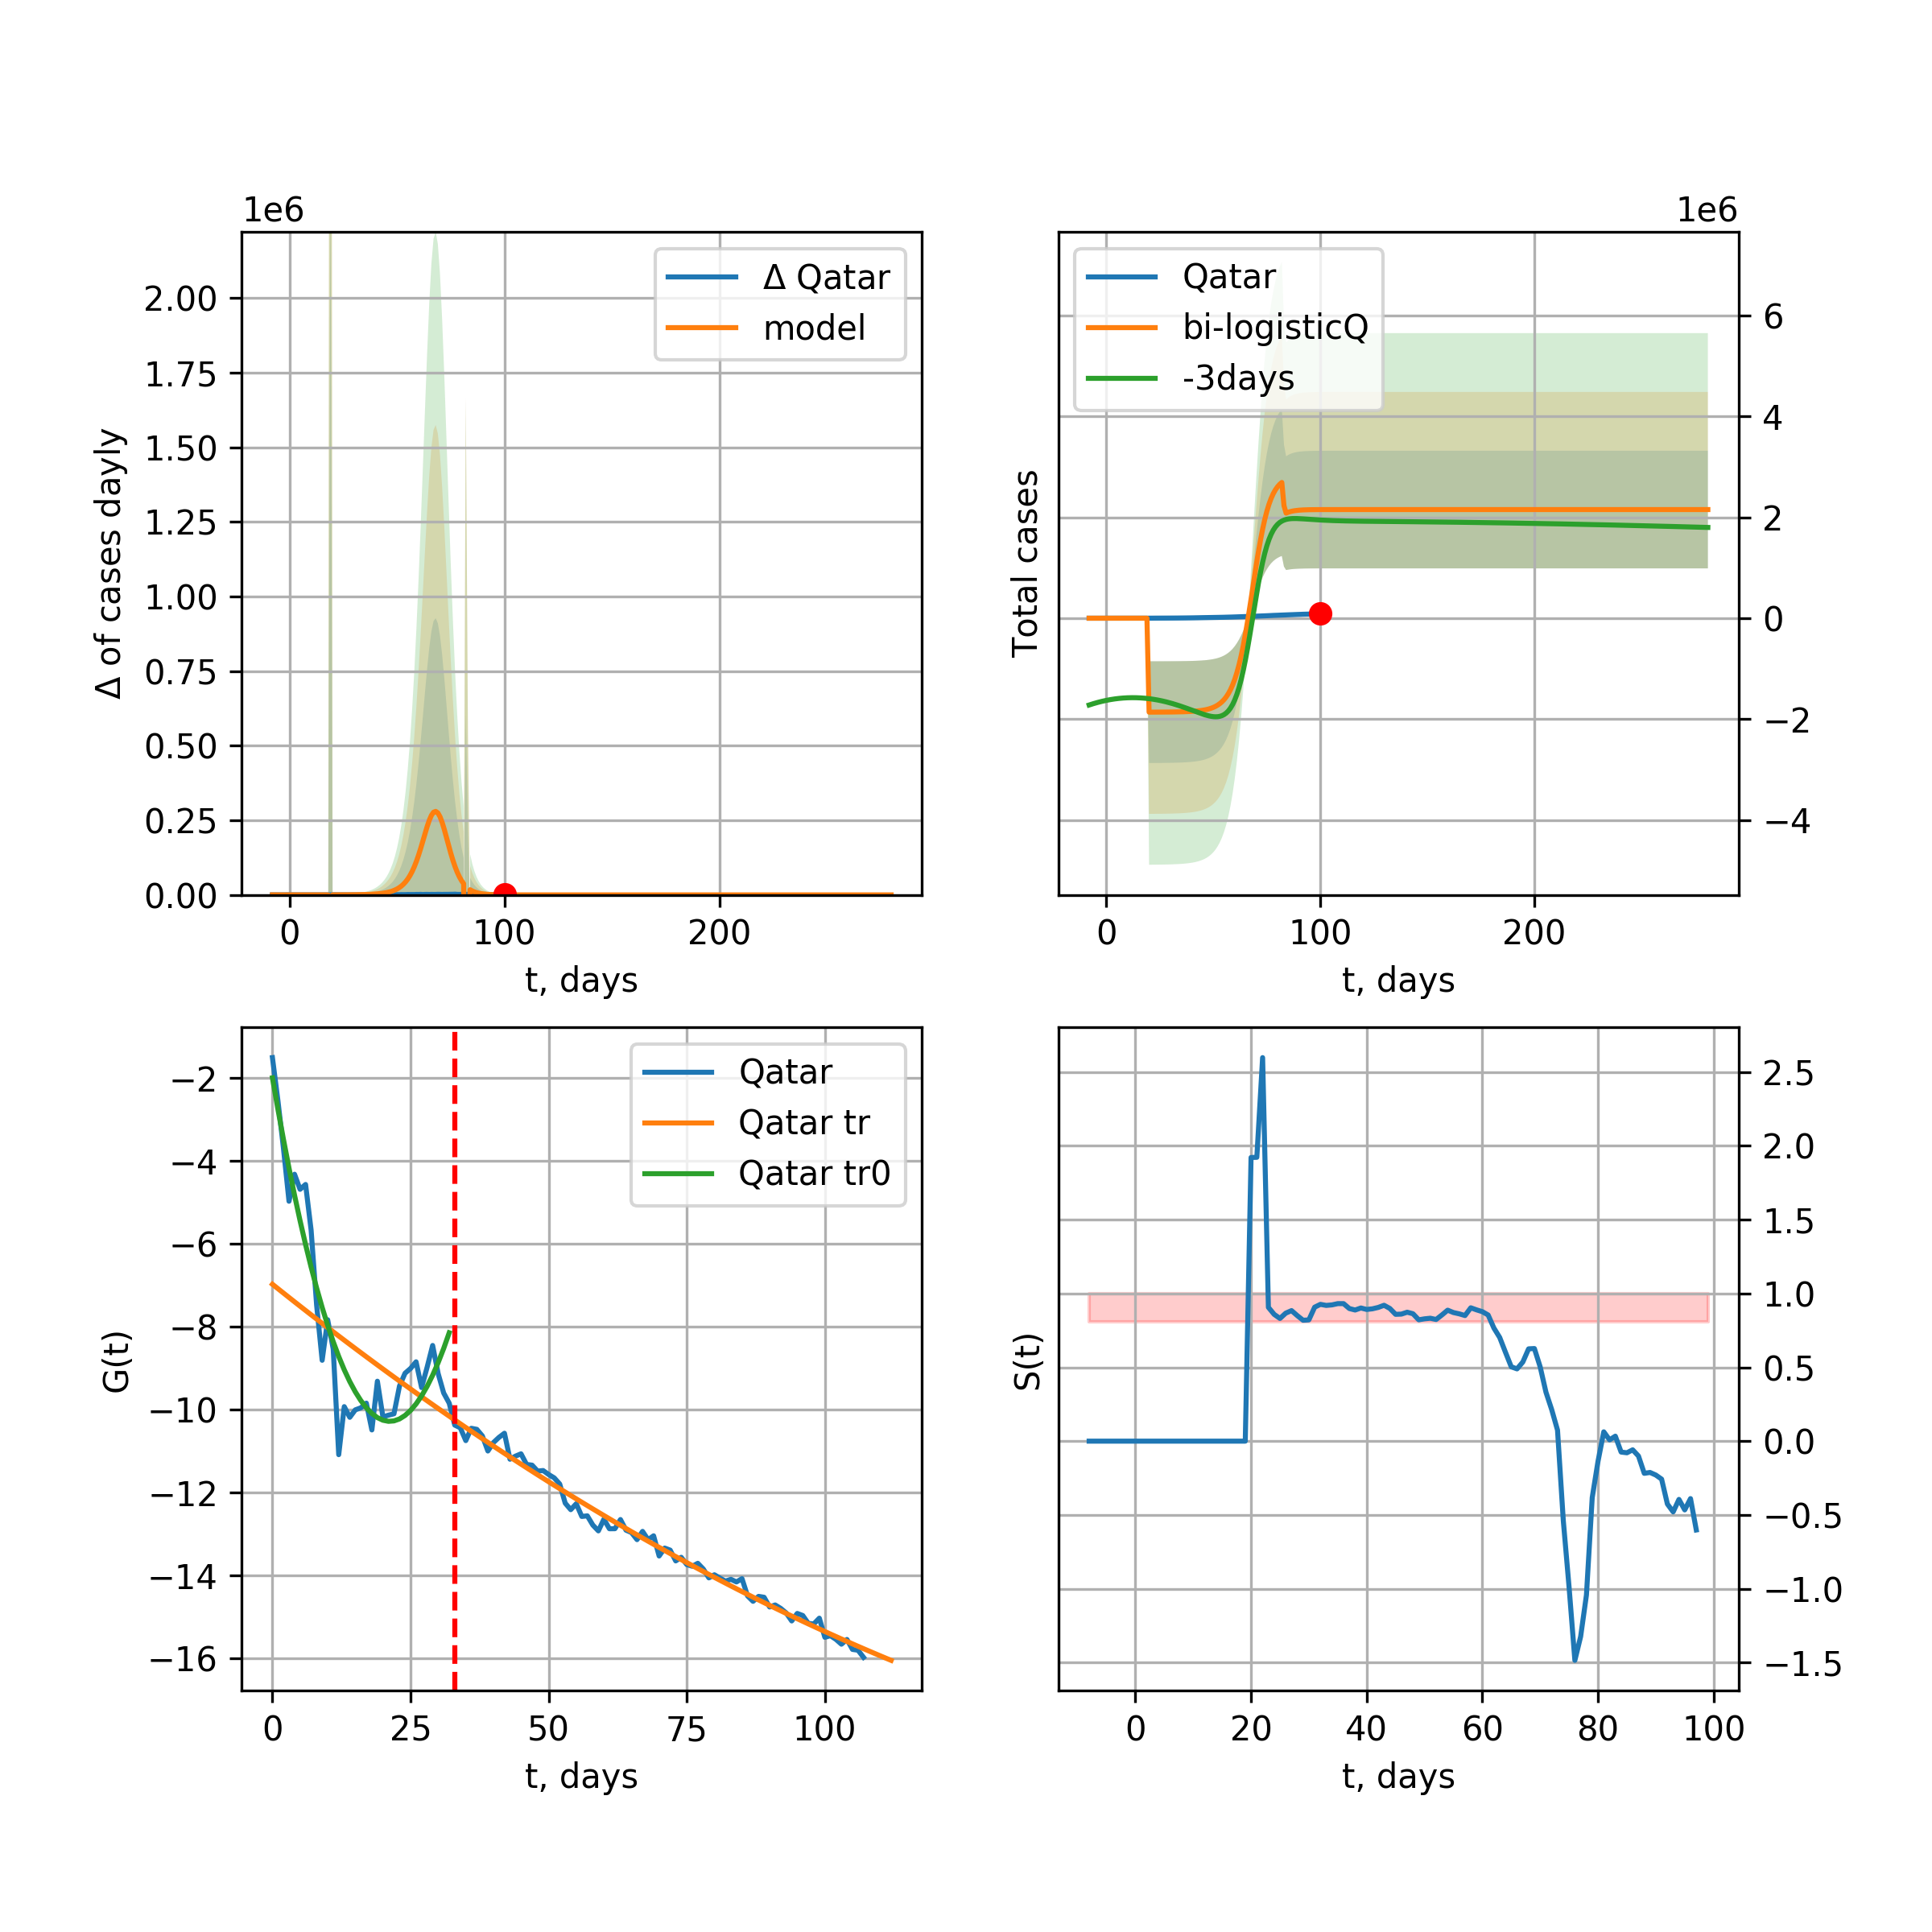 1e6
Δ of cases dayly
2.00
1.75
1.50
1.25
1.00
0.75
0.50
0.25
0.00
0 100 200
t, days
Δ Qatar
model
1e6
Total cases
6
4
2
0
−2
−4
0 100 200
t, days
Qatar
bi-logisticQ
-3days
G(t)
−2
−4
−6
−8
−10
−12
−14
−16
0 25 50 75 100
t, days
Qatar
Qatar tr
Qatar tr0
S(t)
2.5
2.0
1.5
1.0
0.5
0.0
−0.5
−1.0
−1.5
0 20 40 60 80 100
t, days